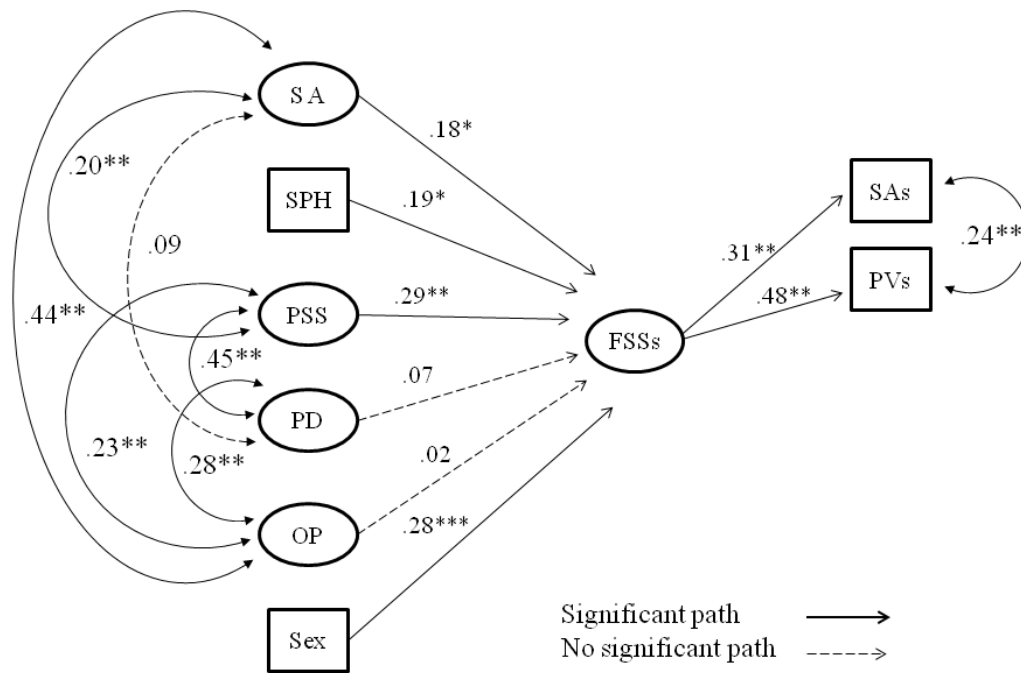 SA
.18*
.20**
SPH
.19*
SAs
.24**
.09
.31**
PVs
.48**
.44**
PSS
.29**
FSSs
.45**
.07
PD
.23**
.28**
.02
OP
.28***
Sex
Significant path
No significant path